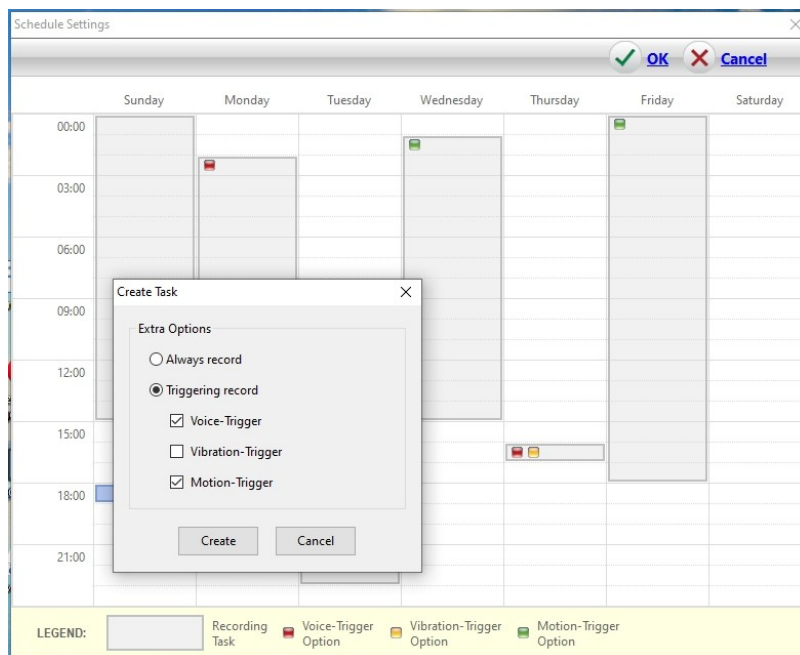 Schedule Settings
OK Cancel
Sunday Monday Tuesday Wednesday Thursday Friday Saturday
00:00
03:00
06:00
09:00
12:00
15:00
18:00
21:00
Create Task
Extra Options
Always record
Triggering record
Voice-Trigger
Vibration-Trigger
Motion-Trigger
Create Cancel
LEGEND:
Recording
Task
Voice-Trigger
Option
Vibration-Trigger
Option
Motion-Trigger
Option